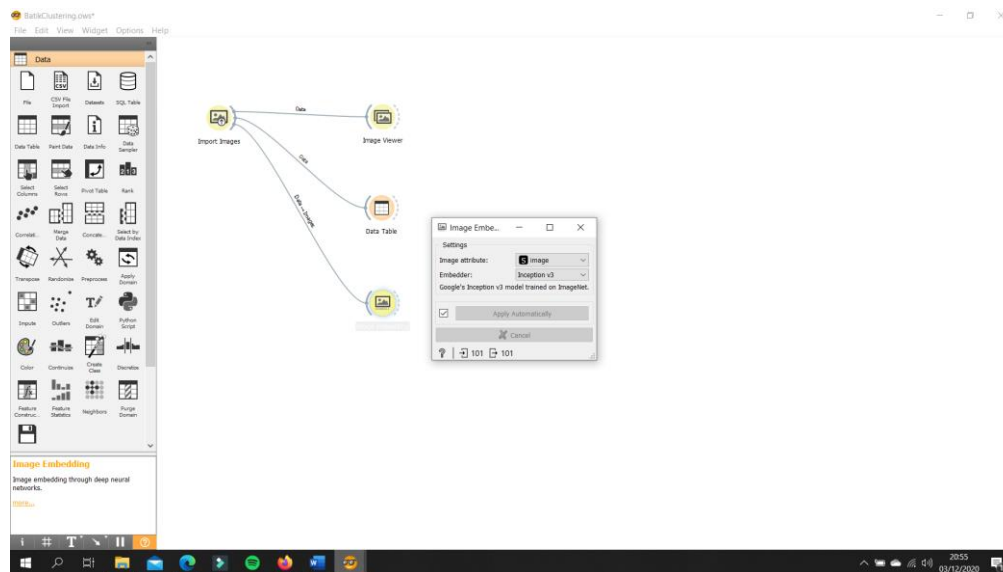 BatikClustering.ows*
File Edit View Widget Options Help
Data
File
CSV File
Import
Datasets
SQL Table
Data Table
Paint Data
Data Info
Data
Sampler
Select
Columns
Select
Rows
Pivot Table
Rank
Correlat...
Merge
Data
Concate...
Select by
Data Index
Transpose
Randomize
Preprocess
Apply
Domain
Impute
Outliers
Edit
Domain
Python
Script
Color
Continuize
Create
Class
Discretize
Feature
Construc...
Feature
Statistics
Neighbors
Purge
Domain
Image Embedding
Image embedding through deep neural
networks.
more...
Import Images
Data
Image Viewer
Data
Data Table
Data → Images
Image Embe...
Settings
Image attribute:
S image
Embedder:
Inception v3
Google's Inception v3 model trained on ImageNet.
Apply Automatically
Cancel
? 101 101
20:55
03/12/2020